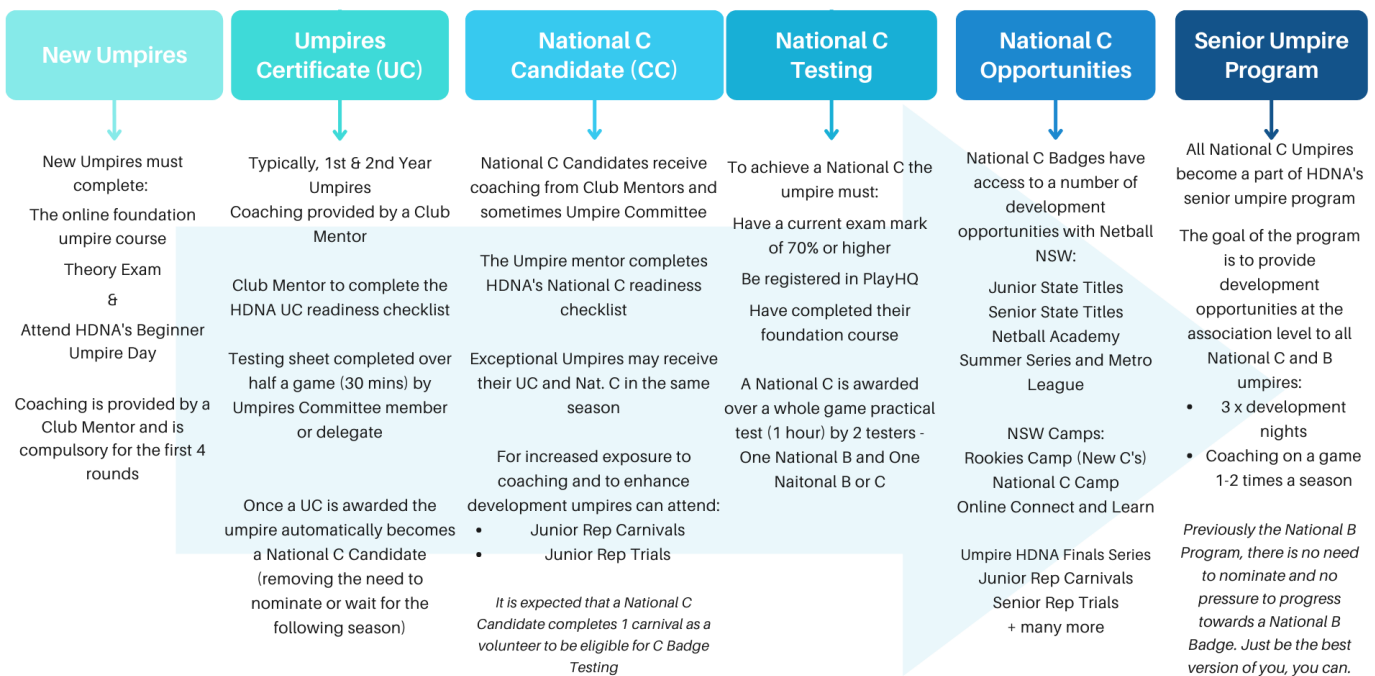 New Umpires
New Umpires must
complete:
The online foundation
umpire course
Theory Exam
&
Attend HDNA's Beginner
Umpire Day
Coaching is provided by a
Club Mentor and is
compulsory for the first 4
rounds
Umpires
Certificate (UC)
Typically, 1st & 2nd Year
Umpires
Coaching provided by a Club
Mentor
Club Mentor to complete the
HDNA UC readiness checklist
Testing sheet completed over
half a game (30 mins) by
Umpires Committee member
or delegate
Once a UC is awarded the
umpire automatically becomes
a National C Candidate
(removing the need to
nominate or wait for the
following season)
National C
Candidate (CC)
National C Candidates receive
coaching from Club Mentors and
sometimes Umpire Committee
The Umpire mentor completes
HDNA's National C readiness
checklist
Exceptional Umpires may receive
their UC and Nat. C in the same
season
For increased exposure to
coaching and to enhance
development umpires can attend:
• Junior Rep Carnivals
• Junior Rep Trials
It is expected that a National C
Candidate completes 1 carnival as a
volunteer to be eligible for C Badge
Testing
National C
Testing
To achieve a National C the
umpire must:
Have a current exam mark
of 70% or higher
Be registered in PlayHQ
Have completed their
foundation course
A National C is awarded
over a whole game practical
test (1 hour) by 2 testers -
One National B and One
Naitonal B or C
National C
Opportunities
National C Badges have
access to a number of
development
opportunities with Netball
NSW:
Junior State Titles
Senior State Titles
Netball Academy
Summer Series and Metro
League
NSW Camps:
Rookies Camp (New C's)
National C Camp
Online Connect and Learn
Umpire HDNA Finals Series
Junior Rep Carnivals
Senior Rep Trials
+ many more
Senior Umpire
Program
All National C Umpires
become a part of HDNA's
senior umpire program
The goal of the program
is to provide
development
opportunities at the
association level to all
National C and B
umpires:
• 3 x development
nights
• Coaching on a game
1-2 times a season
Previously the National B
Program, there is no need
to nominate and no
pressure to progress
towards a National B
Badge. Just be the best
version of you, you can.